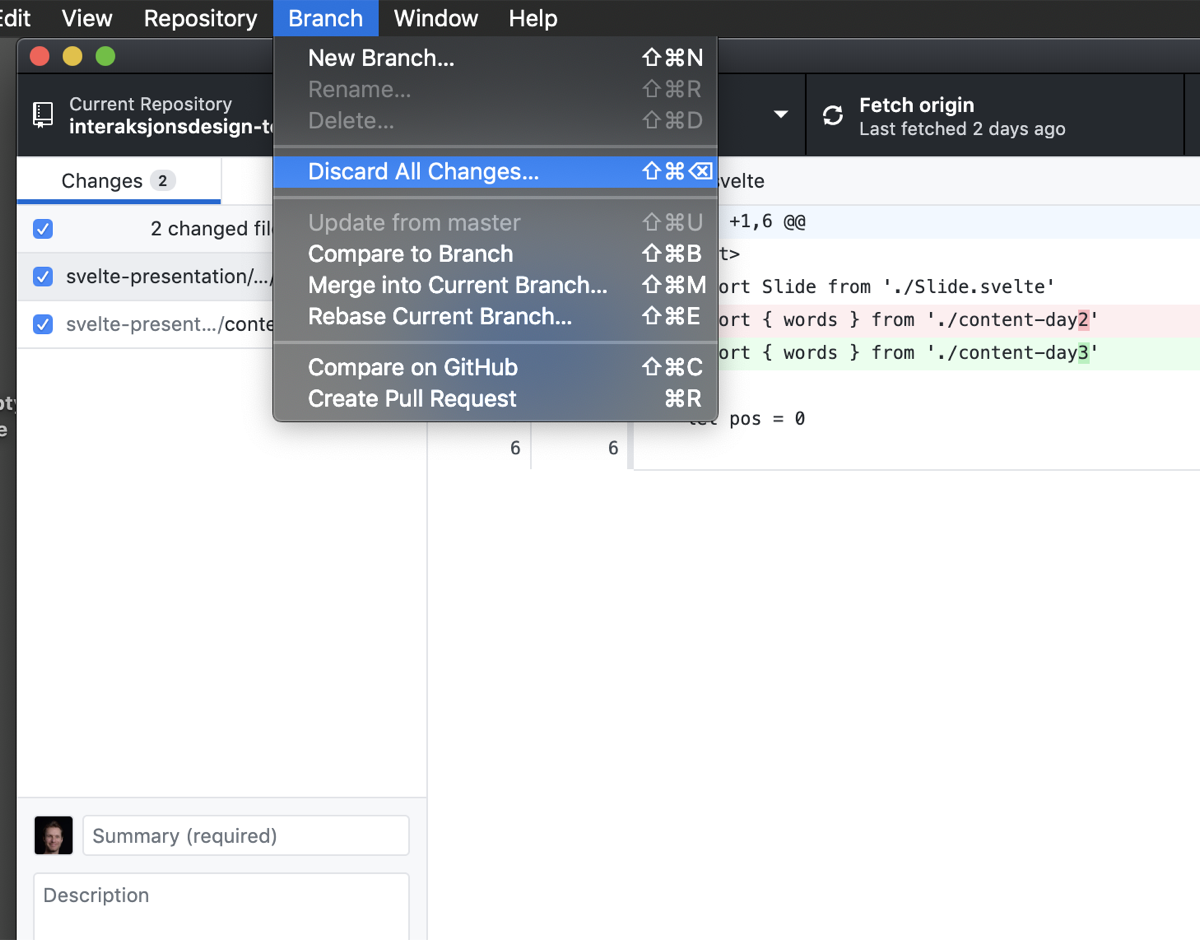 View Repository Branch Window Help
New Branch... ⇧⌘N
Rename... ⇧⌘R
Delete... ⇧⌘D
Discard All Changes... ⇧⌘⌫
Update from master ⇧⌘U
Compare to Branch ⇧⌘B
Merge into Current Branch... ⇧⌘M
Rebase Current Branch... ⇧⌘E
Compare on GitHub ⇧⌘C
Create Pull Request ⌘R
Current Repository
interaksjonsdesign-te
Fetch origin
Last fetched 2 days ago
Changes 2
2 changed file
svelte-presentation/.../
svelte-present.../conte
svelte
+1,6 @@
t>
ort Slide from './Slide.svelte'
ort { words } from './content-day2'
ort { words } from './content-day3'
let pos = 0
6 6
Summary (required)
Description